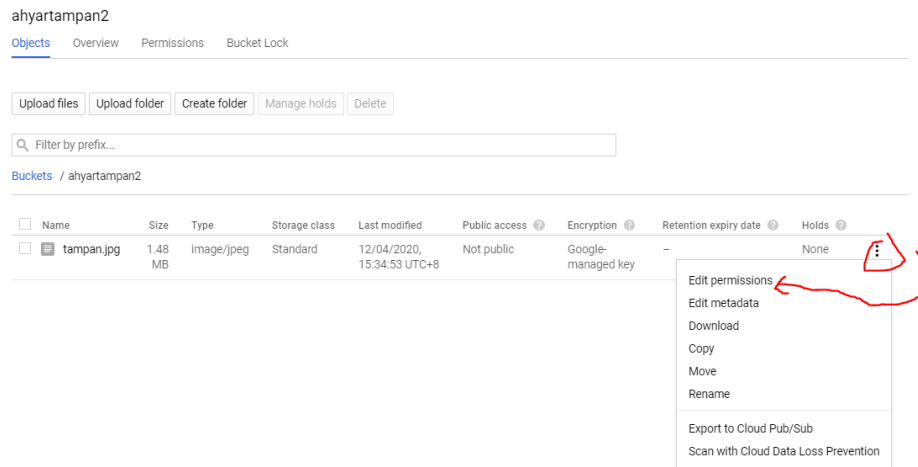 ahyartampan2
Objects Overview Permissions Bucket Lock
Upload files Upload folder Create folder Manage holds Delete
Filter by prefix...
Buckets / ahyartampan2
Name Size Type Storage class Last modified Public access ? Encryption ? Retention expiry date ? Holds ?
tampan.jpg 1.48 image/jpeg Standard 12/04/2020, Not public Google- – None
MB 15:34:53 UTC+8 managed key
Edit permissions
Edit metadata
Download
Copy
Move
Rename
Export to Cloud Pub/Sub
Scan with Cloud Data Loss Prevention